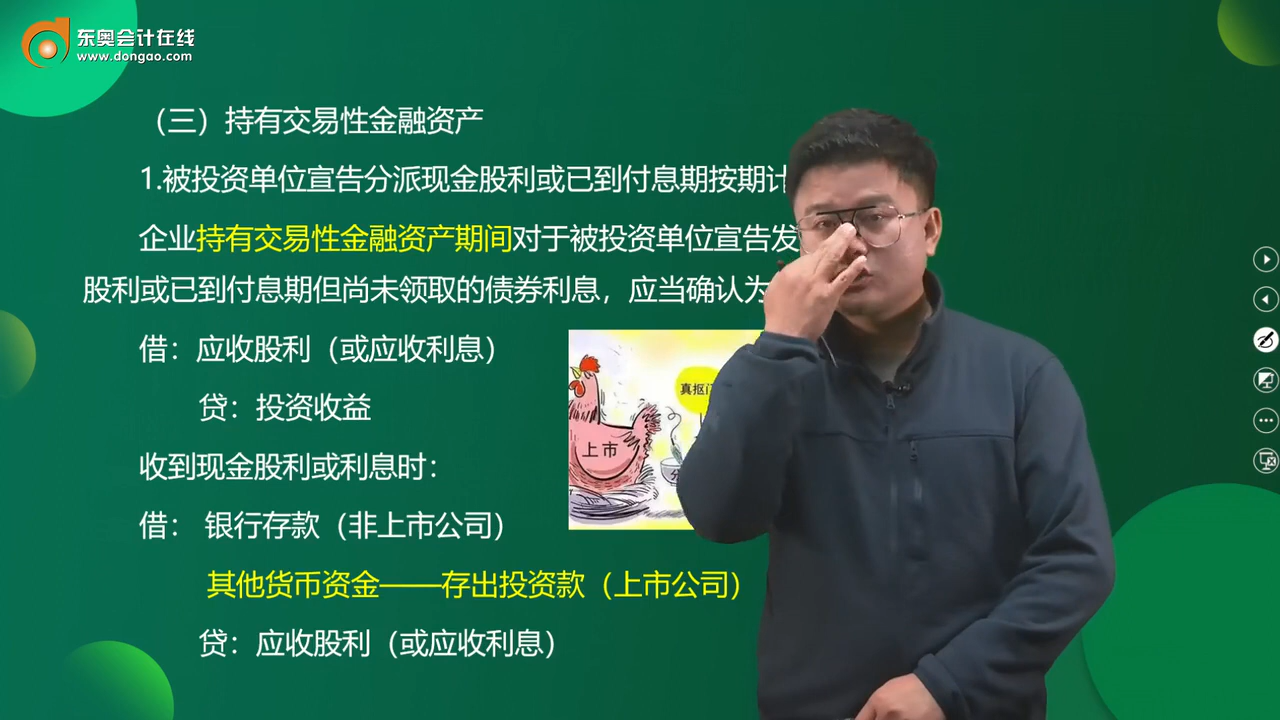 东奥会计在线
www.dongao.com
（三）持有交易性金融资产
1.被投资单位宣告分派现金股利或已到付息期按期计
企业持有交易性金融资产期间对于被投资单位宣告发
股利或已到付息期但尚未领取的债券利息，应当确认为
借：应收股利（或应收利息）
真抠门
贷：投资收益
上市
收到现金股利或利息时：
分
借： 银行存款（非上市公司）
其他货币资金——存出投资款（上市公司）
贷：应收股利（或应收利息）